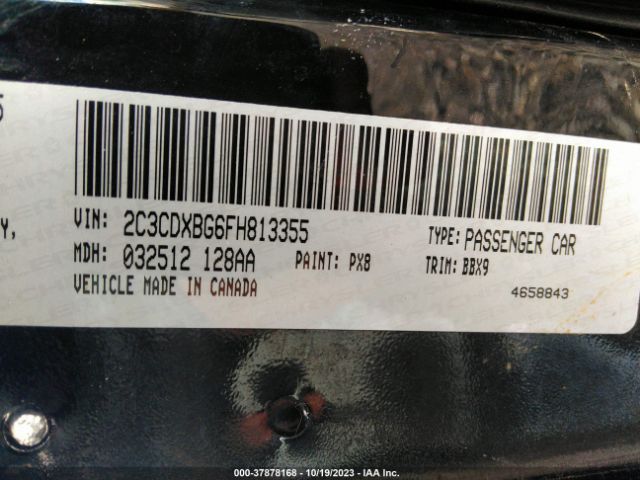 5
Y,
VIN: 2C3CDXBG6FH813355 TYPE: PASSENGER CAR
MDH: 032512 128AA PAINT: PX8 TRIM: BBX9
VEHICLE MADE IN CANADA 4658843
000-37878168 - 10/19/2023 - IAA Inc.